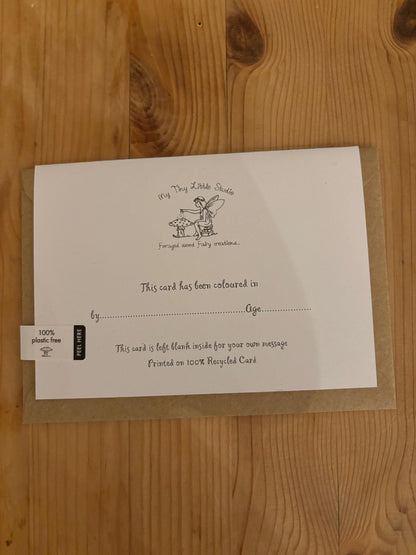 My Tiny Little Studio
Foraged wood Fairy creations.
This card has been coloured in
by....................................................Age..................
100%
plastic free
PEEL HERE
This card is left blank inside for your own message
Printed on 100% Recycled Card